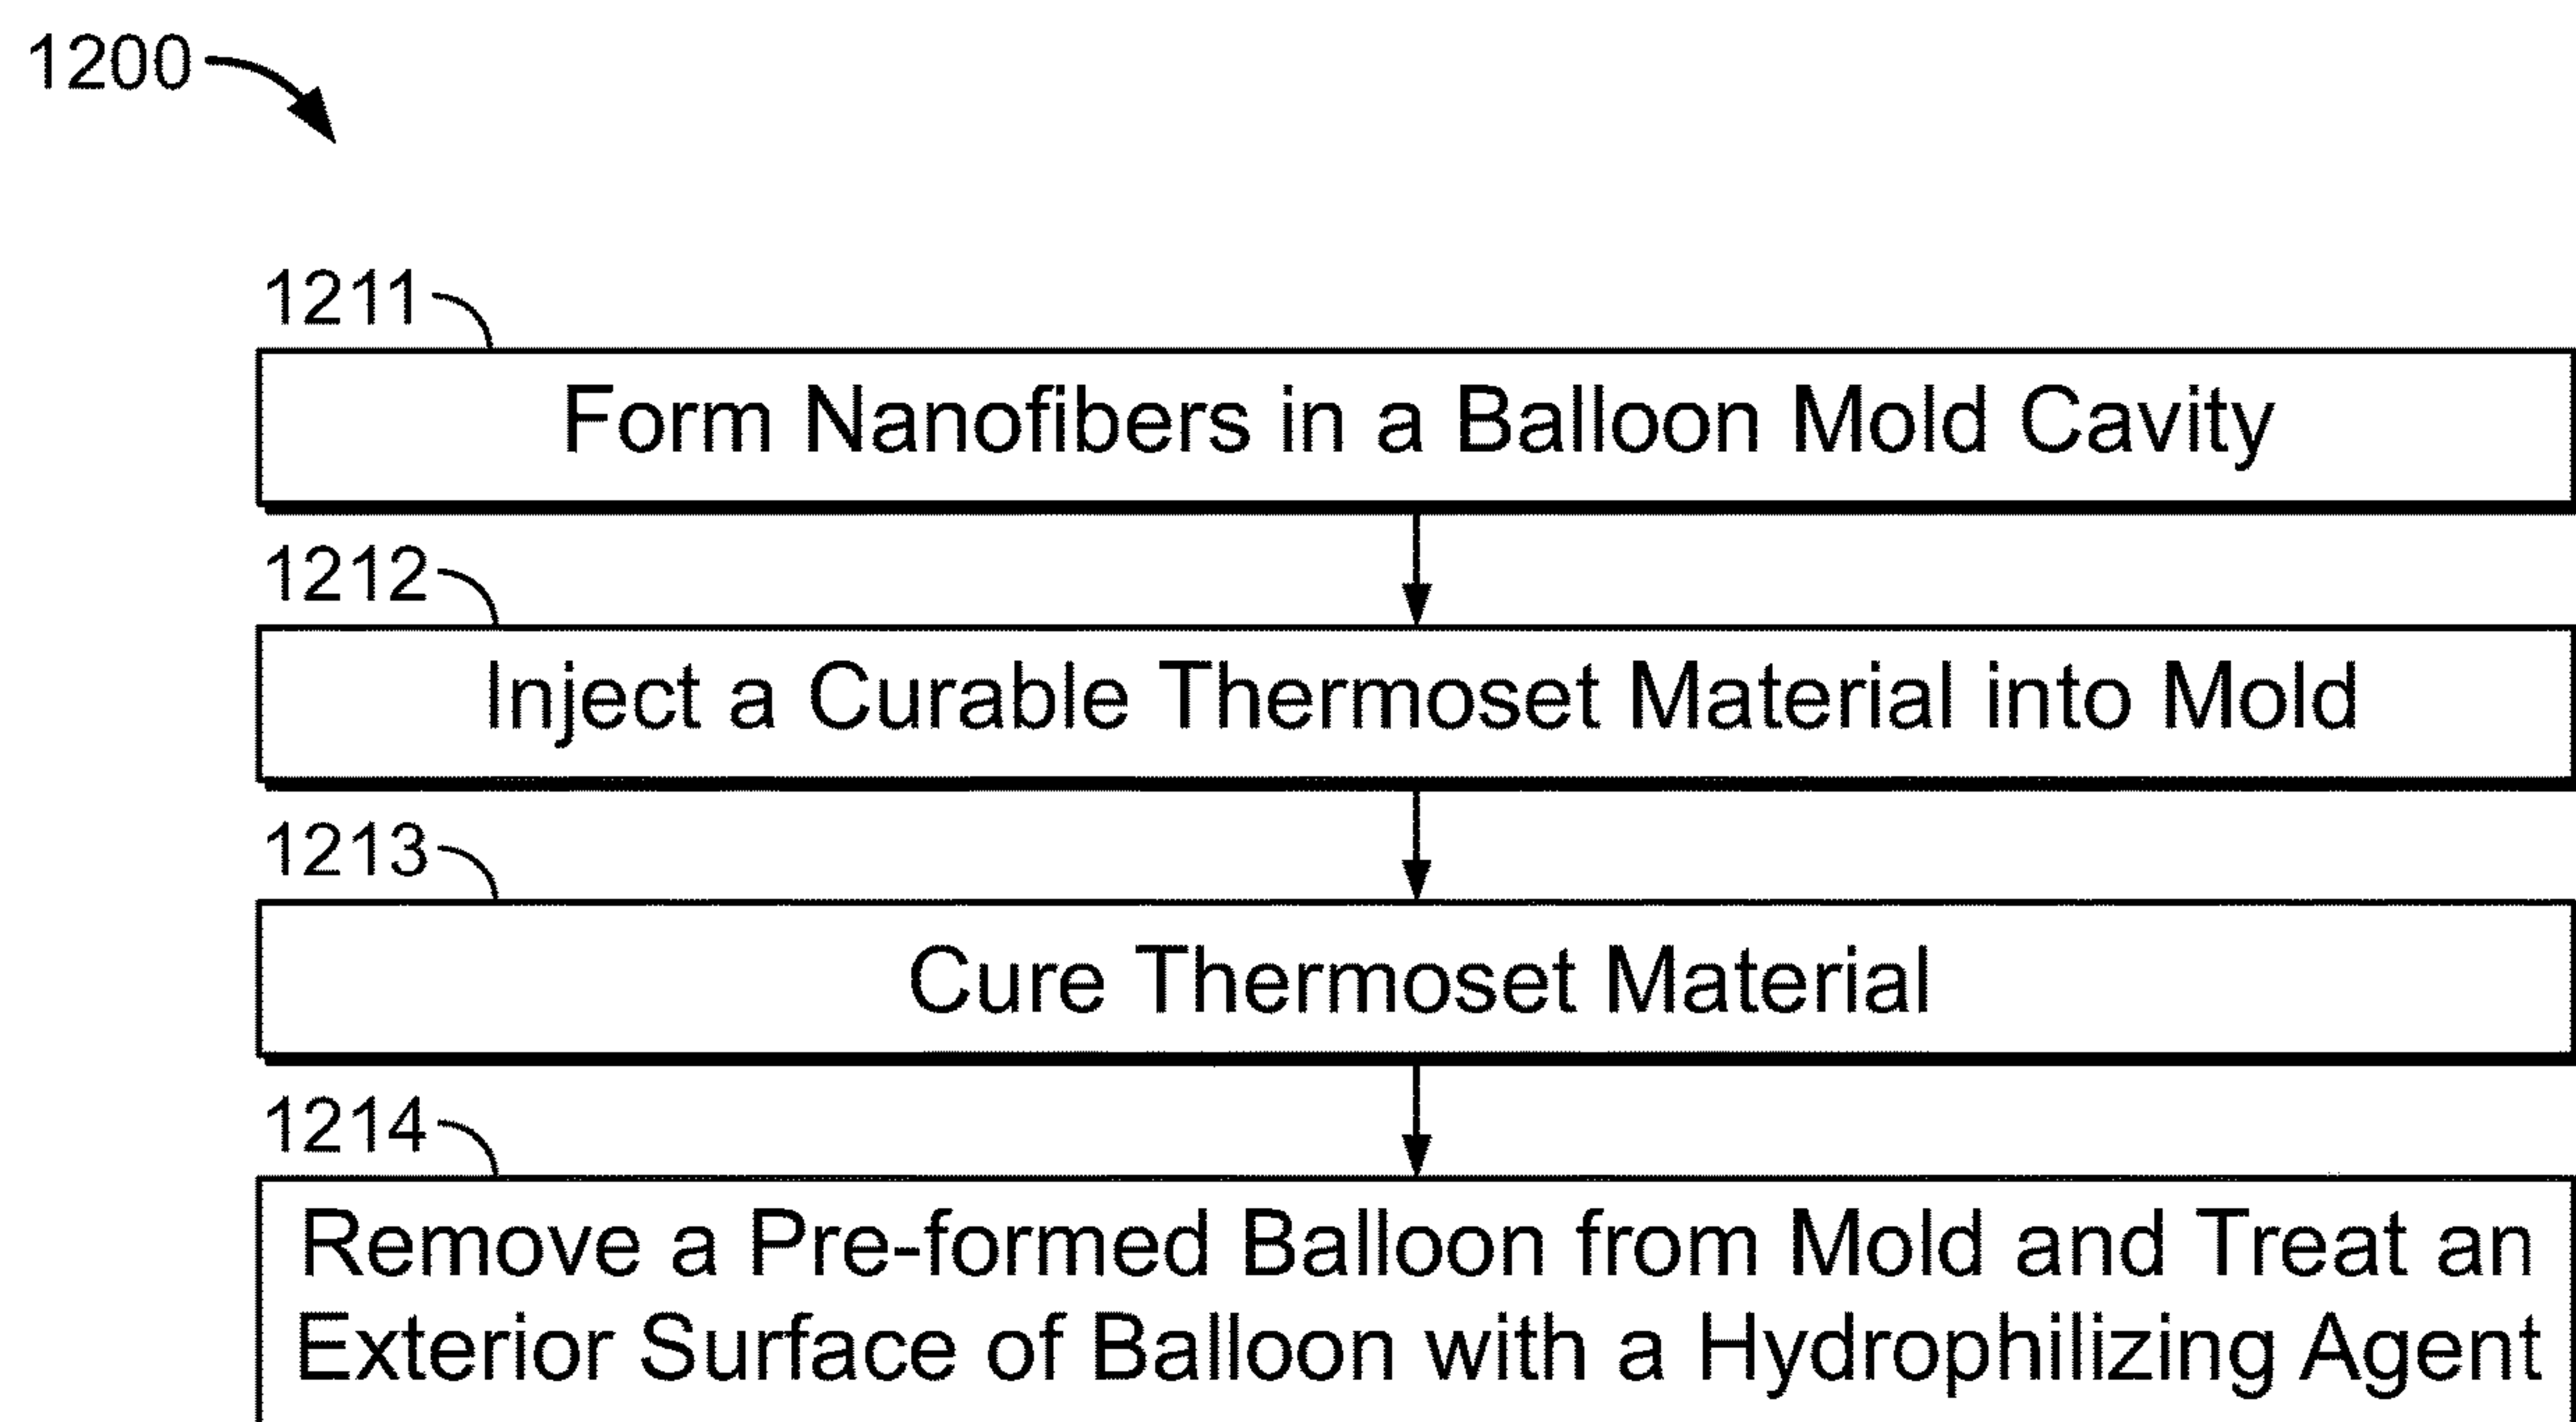 1200
1211
Form Nanofibers in a Balloon Mold Cavity
1212
Inject a Curable Thermoset Material into Mold
1213
Cure Thermoset Material
1214
Remove a Pre-formed Balloon from Mold and Treat an
Exterior Surface of Balloon with a Hydrophilizing Agent